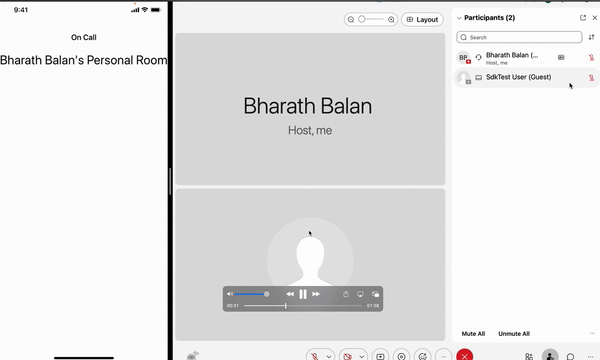 9:41
On Call
Bharath Balan's Personal Room
Layout
Bharath Balan
Host, me
00:01
01:28
Participants (2)
Search
BP
Bharath Balan (...
Host, me
SdkTest User (Guest)
Mute All
Unmute All